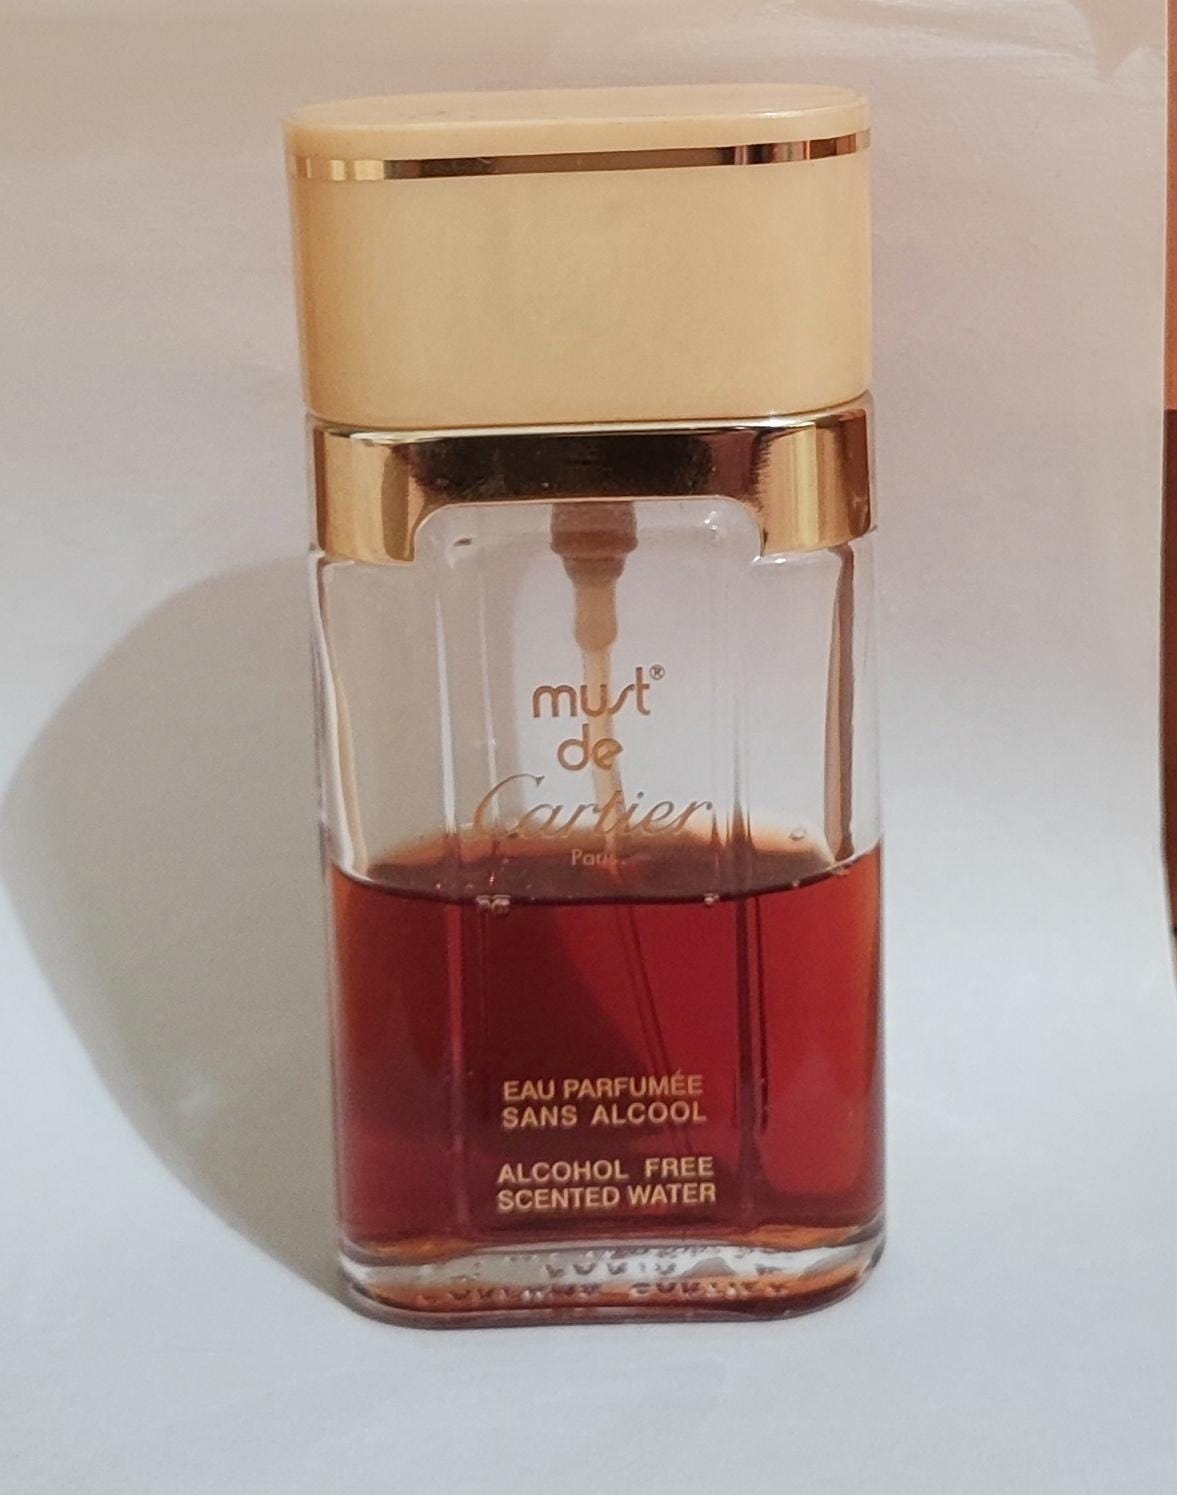 must®
de
Cartier
Paris
EAU PARFUMÉE
SANS ALCOOL
ALCOHOL FREE
SCENTED WATER